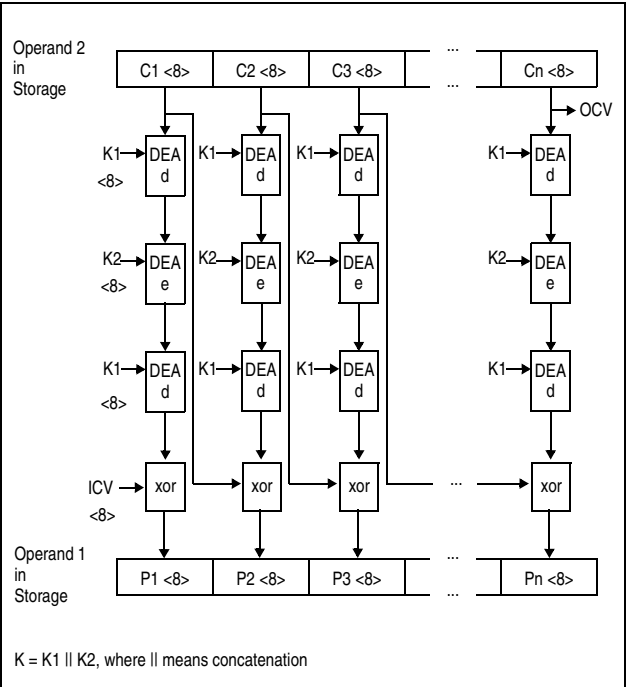 Operand 2
in
Storage
...
C1 <8> C2 <8> C3 <8> Cn <8>
...
OCV
K1 DEA K1 DEA K1 DEA K1 DEA
<8> d d d d
K2 DEA K2 DEA K2 DEA K2 DEA
<8> e e e e
K1 DEA K1 DEA K1 DEA K1 DEA
<8> d d d d
ICV xor xor xor ... xor
<8>
Operand 1
in
Storage
...
P1 <8> P2 <8> P3 <8> Pn <8>
...
K = K1 || K2, where || means concatenation